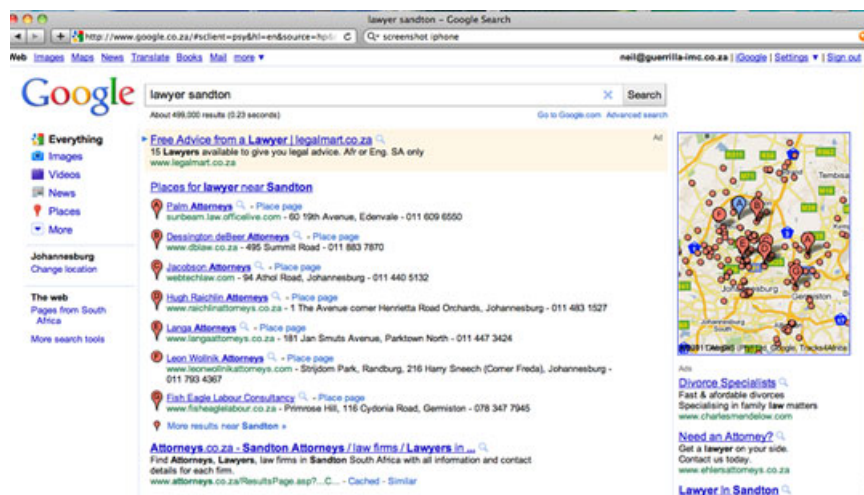 lawyer sandton - Google Search
http://www.google.co.za/#sclient=psy&hl=en&source=hp&
screenshot iphone
Web Images Maps News Translate Books Mail more ▼
neil@guerrilla-imc.co.za | iGoogle | Settings ▼ | Sign out
Google
lawyer sandton
Search
About 499,000 results (0.23 seconds)
Go to Google.com Advanced search
Everything
Images
Videos
News
Places
More
Johannesburg
Change location
The web
Pages from South
Africa
More search tools
Free Advice from a Lawyer | legalmart.co.za
Ad
15 Lawyers available to give you legal advice. Afr or Eng. SA only
www.legalmart.co.za
Places for lawyer near Sandton
A Palm Attorneys - Place page
sunbeam.law.officelive.com - 60 19th Avenue, Edenvale - 011 609 6550
Dessington deBeer Attorneys - Place page
www.dblaw.co.za - 495 Summit Road - 011 883 7870
Jacobson Attorneys - Place page
webtechlaw.com - 94 Athol Road, Johannesburg - 011 440 5132
Hugh Raichlin Attorneys - Place page
www.raichlinattorneys.co.za - 1 The Avenue corner Henrietta Road Orchards, Johannesburg - 011 483 1527
Langa Attorneys - Place page
www.langaattorneys.co.za - 181 Jan Smuts Avenue, Parktown North - 011 447 3424
Leon Wollnik Attorneys - Place page
www.leonwollnikattorneys.com - Strijdom Park, Randburg, 216 Harry Sneech (Corner Freda), Johannesburg -
011 793 4367
Fish Eagle Labour Consultancy - Place page
www.fisheaglelabour.co.za - Primrose Hill, 116 Cydonia Road, Germiston - 078 347 7945
More results near Sandton »
Attorneys.co.za - Sandton Attorneys / law firms / Lawyers in ...
Find Attorneys, Lawyers, law firms in Sandton South Africa with all information and contact
details for each firm.
www.attorneys.co.za/ResultsPage.asp?...C... - Cached - Similar
Tembisa
Johannesburg
Germiston
Johannesburg
South
Google, Tracks4Africa
Ads
Divorce Specialists
Fast & afordable divorces
Specialising in family law matters
www.charlesmendelow.com
Need an Attorney?
Get a lawyer on your side.
Contact us today.
www.ehlersattorneys.co.za
Lawyer In Sandton